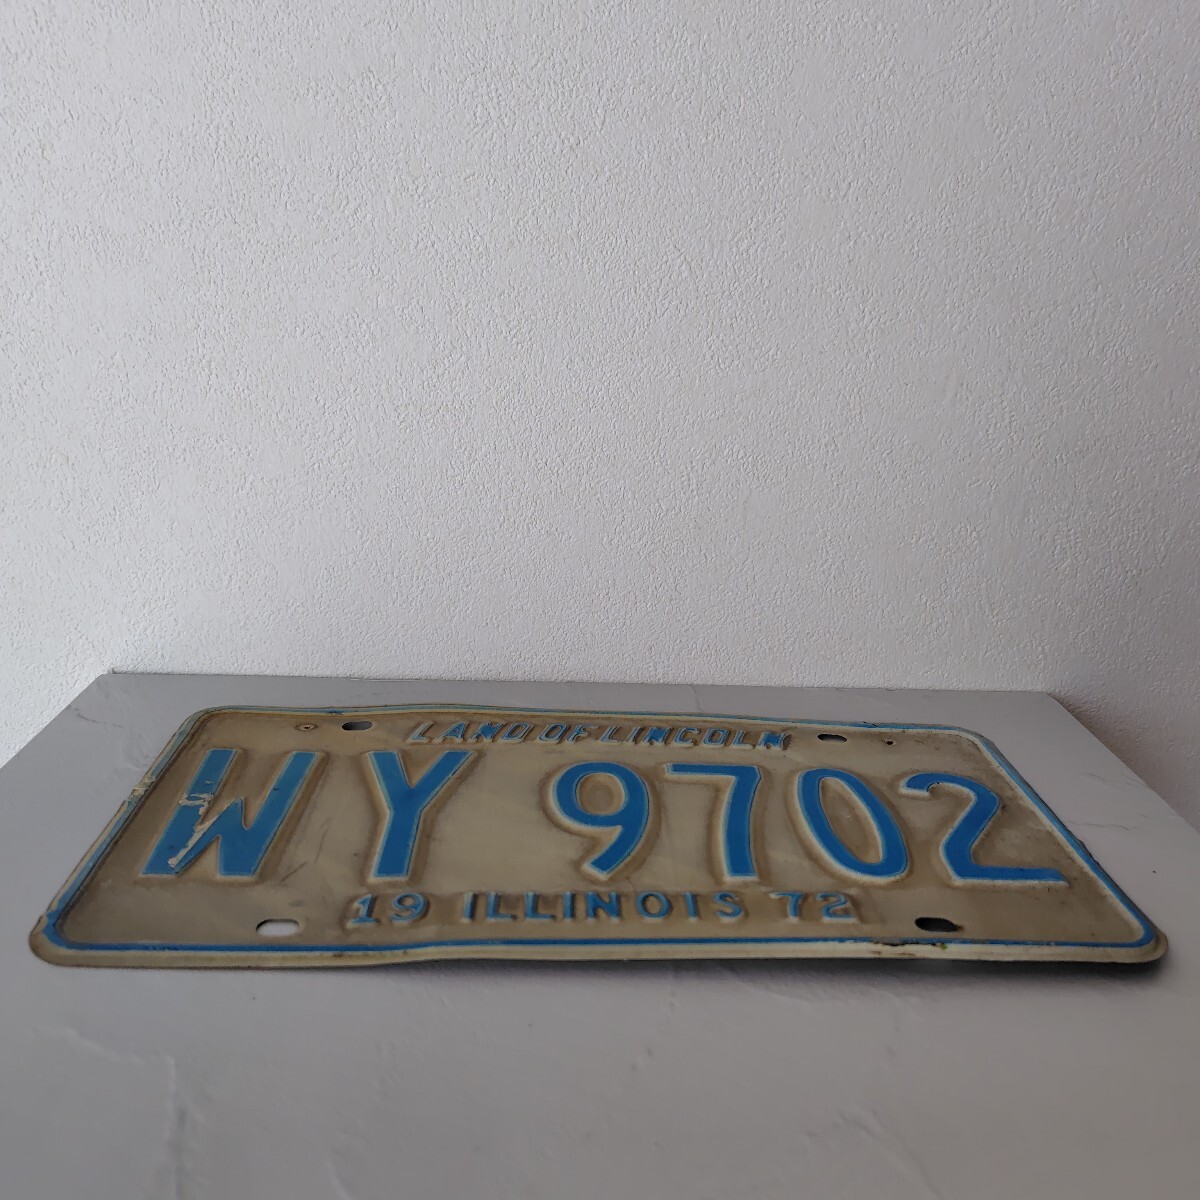 LAND OF LINCOLN
WY 9702
19 ILLINOIS 72